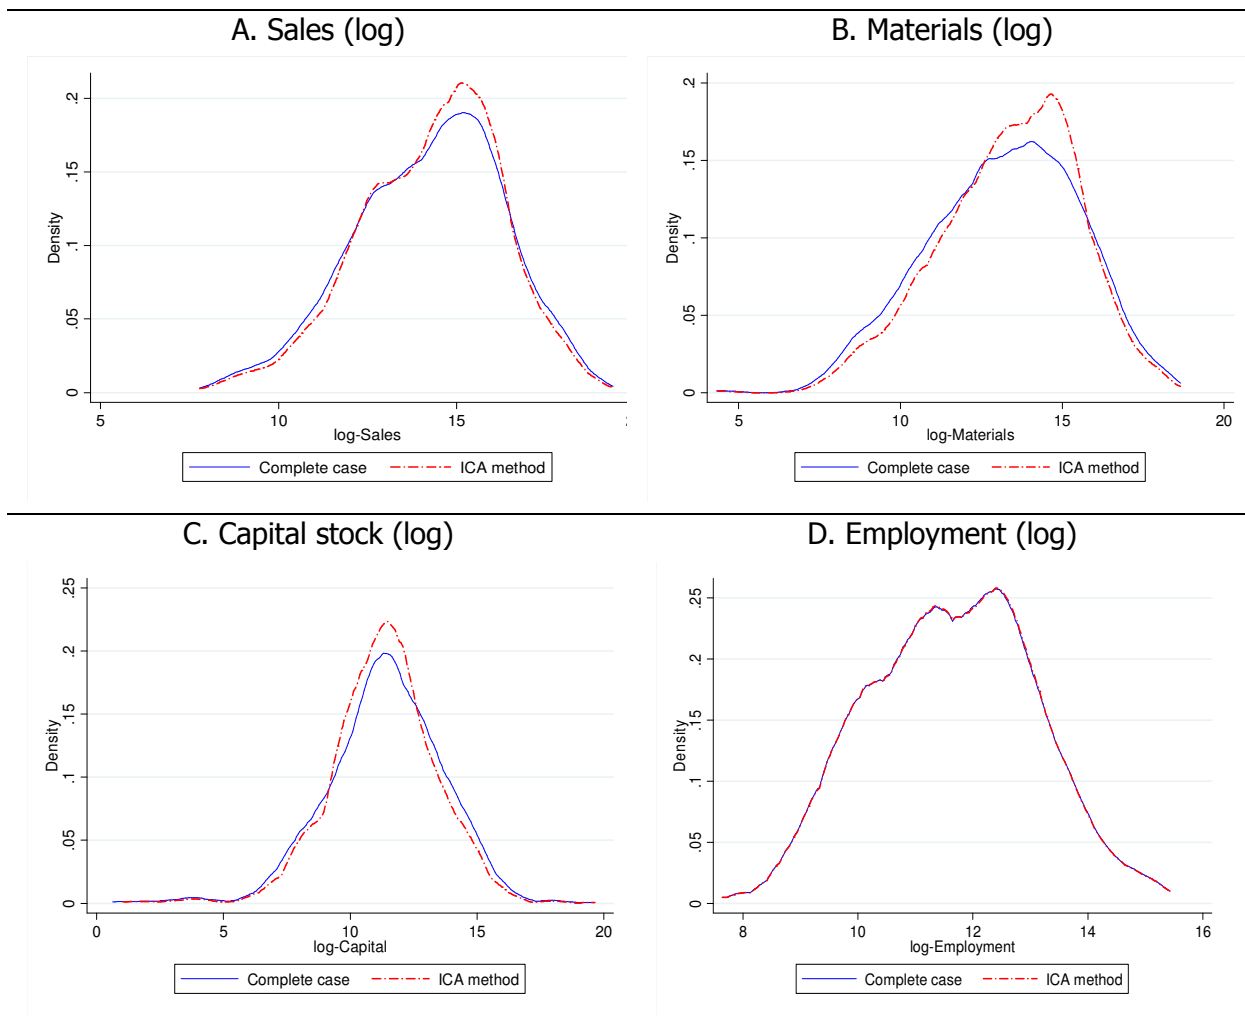 A. Sales (log)
B. Materials (log)
Density
0
.05
.1
.15
.2
5
10
15
log-Sales
Complete case
ICA method
Density
0
.05
.1
.15
.2
5
10
15
20
log-Materials
Complete case
ICA method
C. Capital stock (log)
D. Employment (log)
Density
0
.05
.1
.15
.2
.25
0
5
10
15
20
log-Capital
Complete case
ICA method
Density
0
.05
.1
.15
.2
.25
8
10
12
14
16
log-Employment
Complete case
ICA method